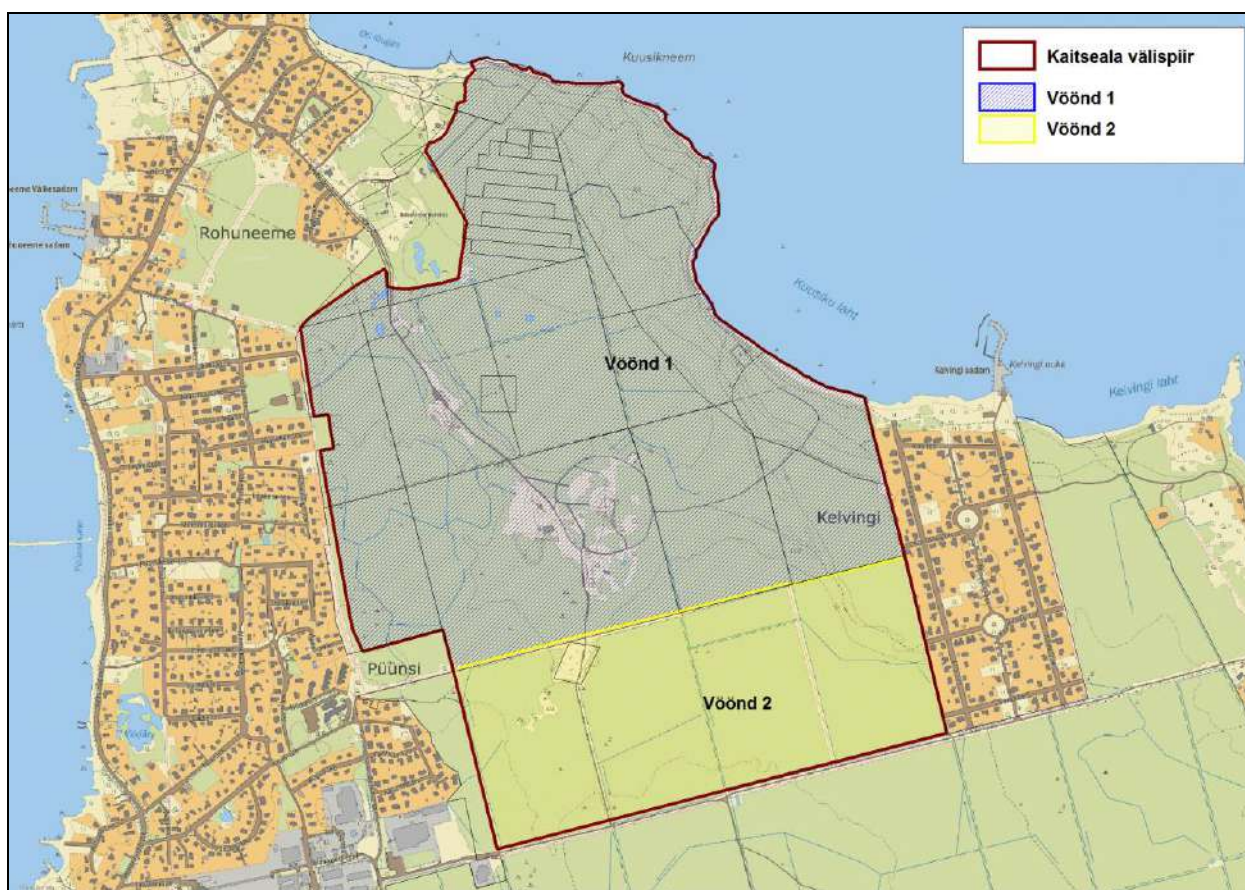 Kaitseala välispiir
Vöönd 1
Vöönd 2
Kuusikneem
Rohuneeme
Kuusiku laht
Vöönd 1
Kelvingi sadam
Kelvingi laht
Kelvingi
Püünsi
Vöönd 2